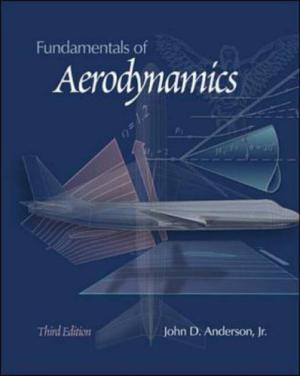 Fundamentals of
Aerodynamics
Third Edition
John D. Anderson, Jr.